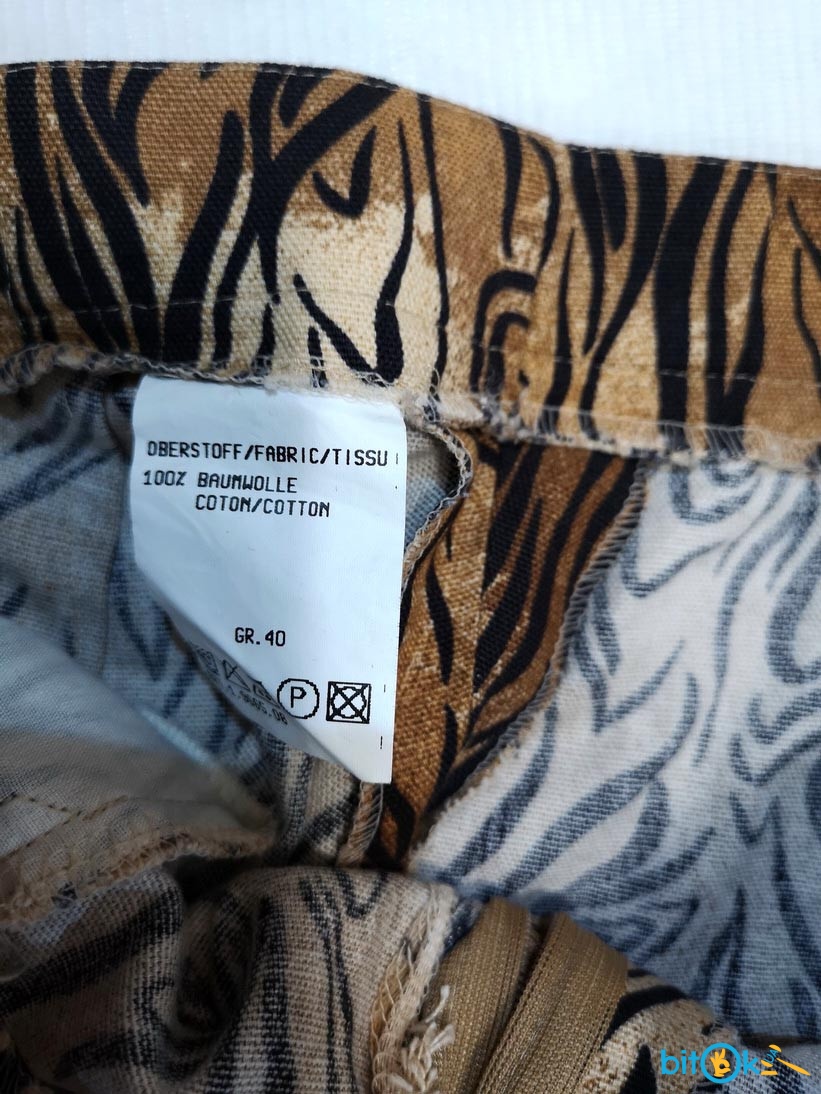 OBERSTOFF/FABRIC/TISSU
100% BAUMWOLLE
COTON/COTTON
GR.40
P
bitOk